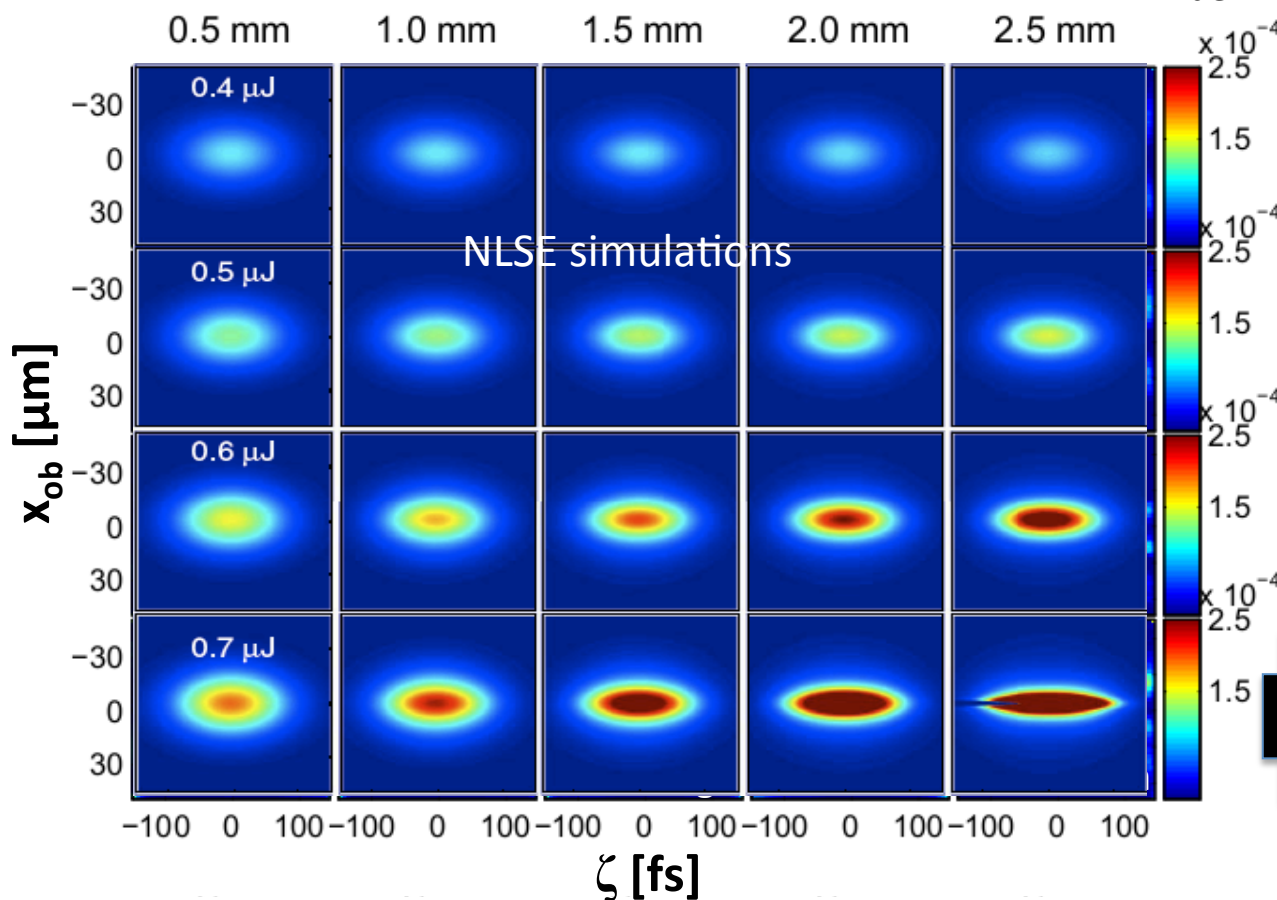 0.5 mm 1.0 mm 1.5 mm 2.0 mm 2.5 mm
x 10⁻⁴
0.4 μJ
−30
0
30
2.5
1.5
x 10⁻⁴
NLSE simulations
0.5 μJ
−30
0
30
2.5
1.5
x 10⁻⁴
0.6 μJ
−30
0
30
2.5
1.5
x 10⁻⁴
0.7 μJ
−30
0
30
2.5
1.5
x_ob [μm]
−100 0 100 −100 0 100 −100 0 100 −100 0 100 −100 0 100
ζ [fs]